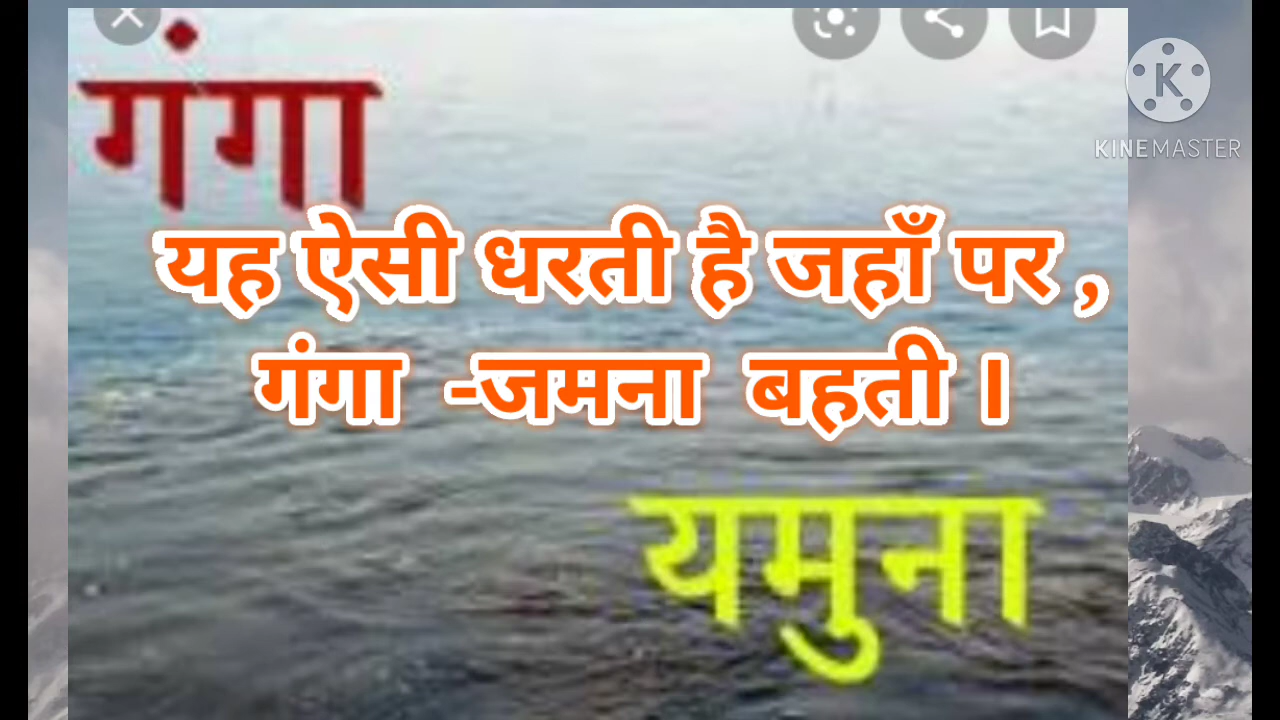 गंगा
KINEMASTER
यह ऐसी धरती है जहाँ पर ,
गंगा -जमना बहती ।
यमुना